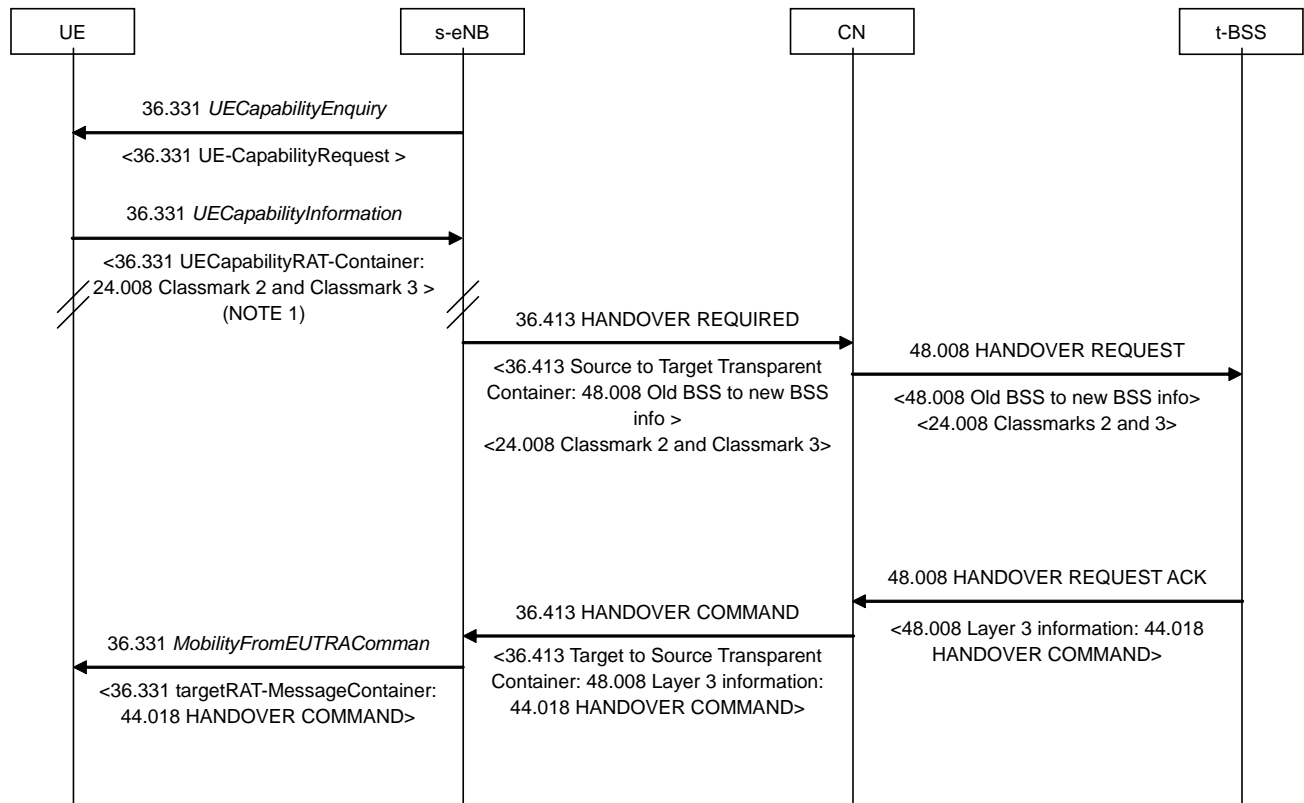 UE
s-eNB
CN
t-BSS
36.331 UECapabilityEnquiry
<36.331 UE-CapabilityRequest >
36.331 UECapabilityInformation
<36.331 UECapabilityRAT-Container:
24.008 Classmark 2 and Classmark 3 >
(NOTE 1)
36.413 HANDOVER REQUIRED
<36.413 Source to Target Transparent
Container: 48.008 Old BSS to new BSS
info >
<24.008 Classmark 2 and Classmark 3>
48.008 HANDOVER REQUEST
<48.008 Old BSS to new BSS info>
<24.008 Classmarks 2 and 3>
48.008 HANDOVER REQUEST ACK
<48.008 Layer 3 information: 44.018
HANDOVER COMMAND>
36.413 HANDOVER COMMAND
<36.413 Target to Source Transparent
Container: 48.008 Layer 3 information:
44.018 HANDOVER COMMAND>
36.331 MobilityFromEUTRAComman
<36.331 targetRAT-MessageContainer:
44.018 HANDOVER COMMAND>